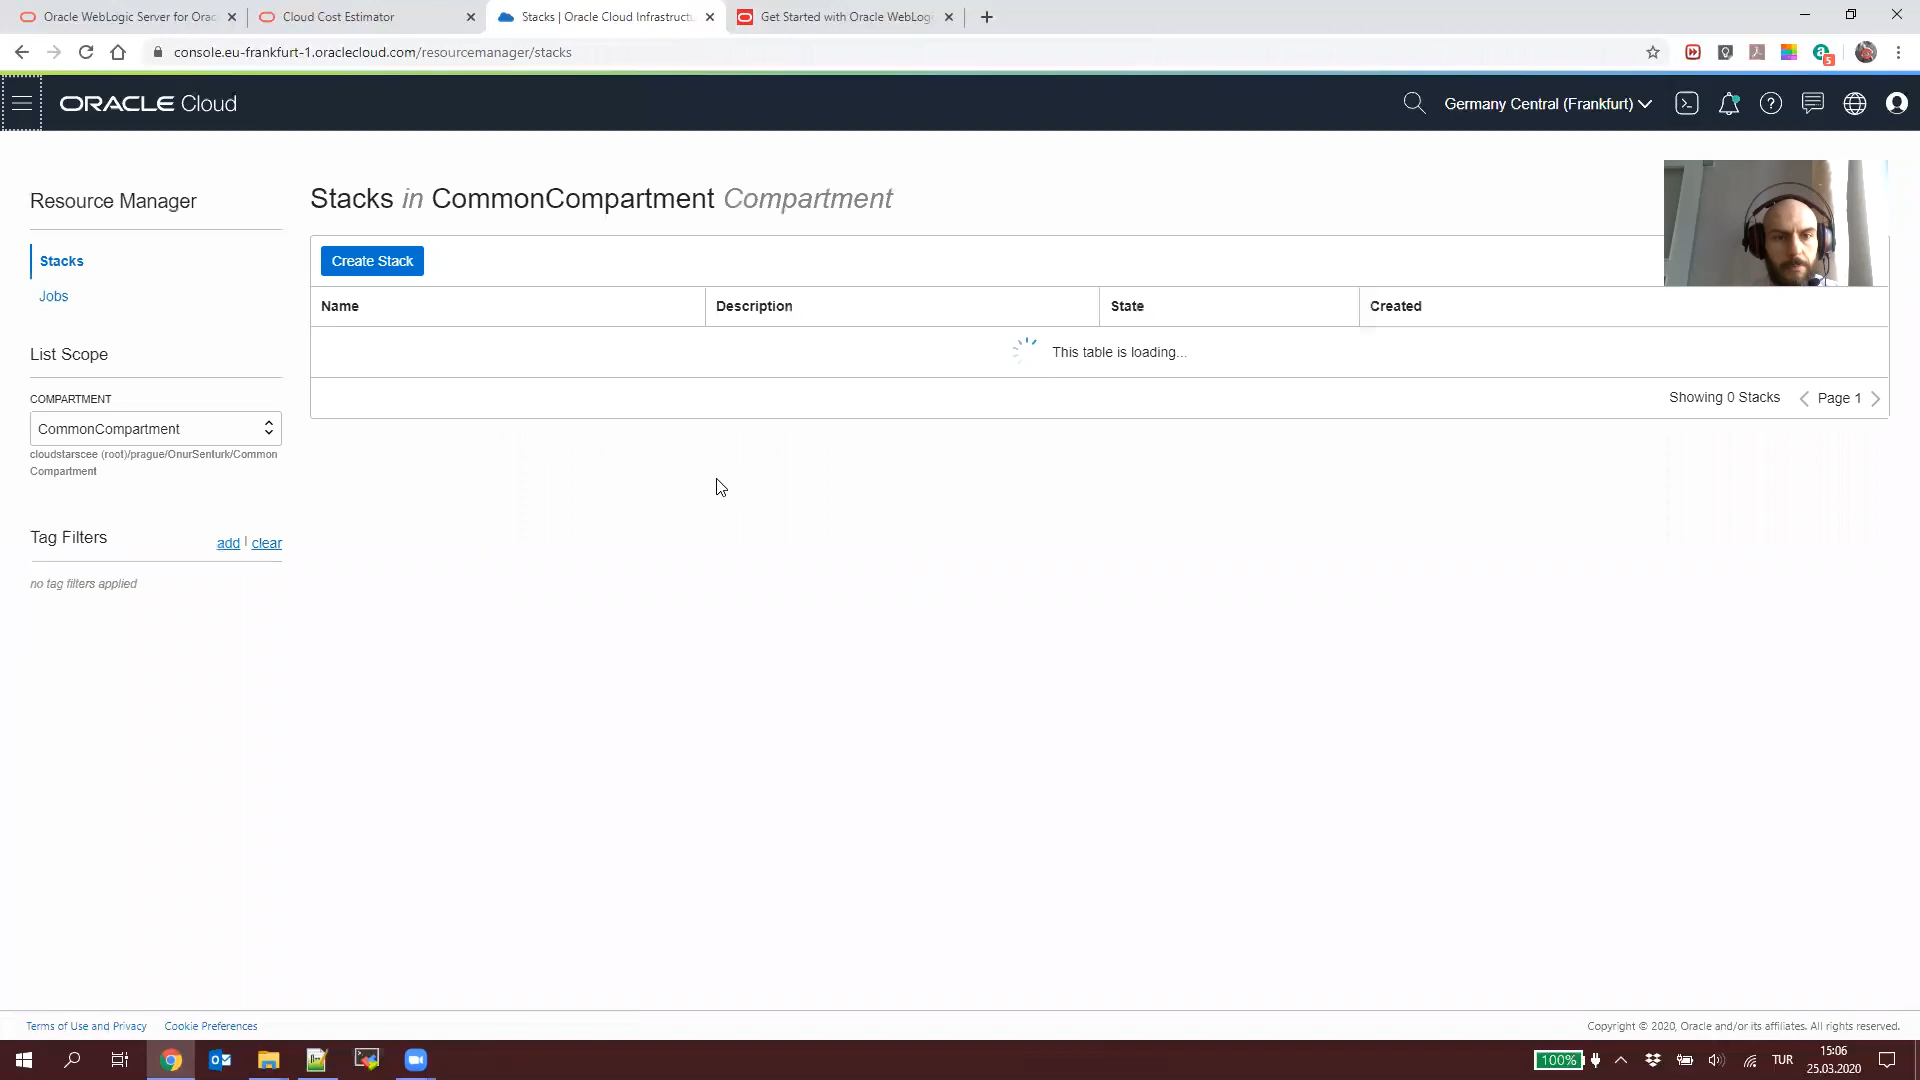 Oracle WebLogic Server for Orac
Cloud Cost Estimator
Stacks | Oracle Cloud Infrastructu
Get Started with Oracle WebLogi
console.eu-frankfurt-1.oraclecloud.com/resourcemanager/stacks
5
ORACLE Cloud
Germany Central (Frankfurt)
Resource Manager
Stacks
Jobs
List Scope
COMPARTMENT
CommonCompartment
cloudstarscee (root)/prague/OnurSenturk/Common
Compartment
Tag Filters
add | clear
no tag filters applied
Stacks in CommonCompartment Compartment
Create Stack
Name Description State Created
This table is loading...
Showing 0 Stacks Page 1
Terms of Use and Privacy Cookie Preferences
Copyright © 2020, Oracle and/or its affiliates. All rights reserved.
100%
TUR
15:06
25.03.2020